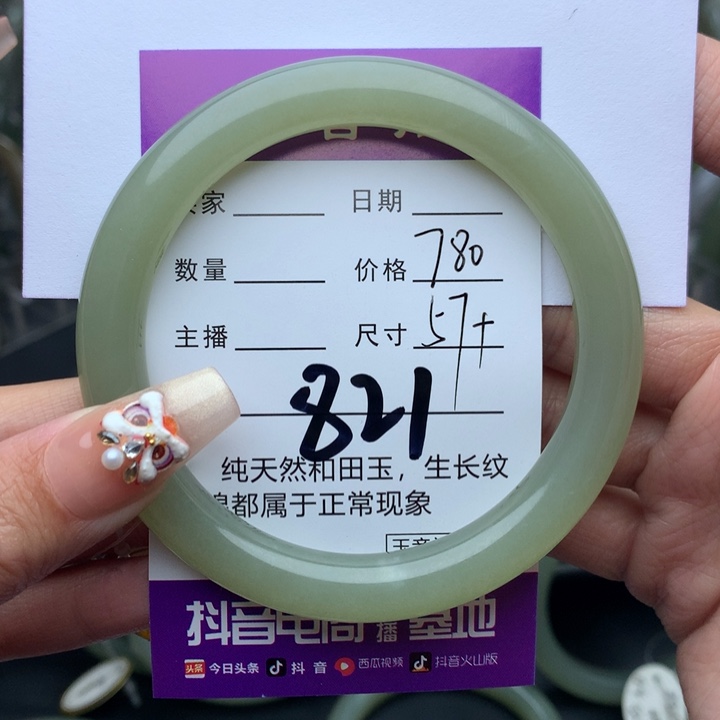 家 日期
数量 价格 780
主播 尺寸 57+
821
纯天然和田玉，生长纹
都属于正常现象
抖音电商 播 基地
头条 今日头条 抖音 西瓜视频 抖音火山版